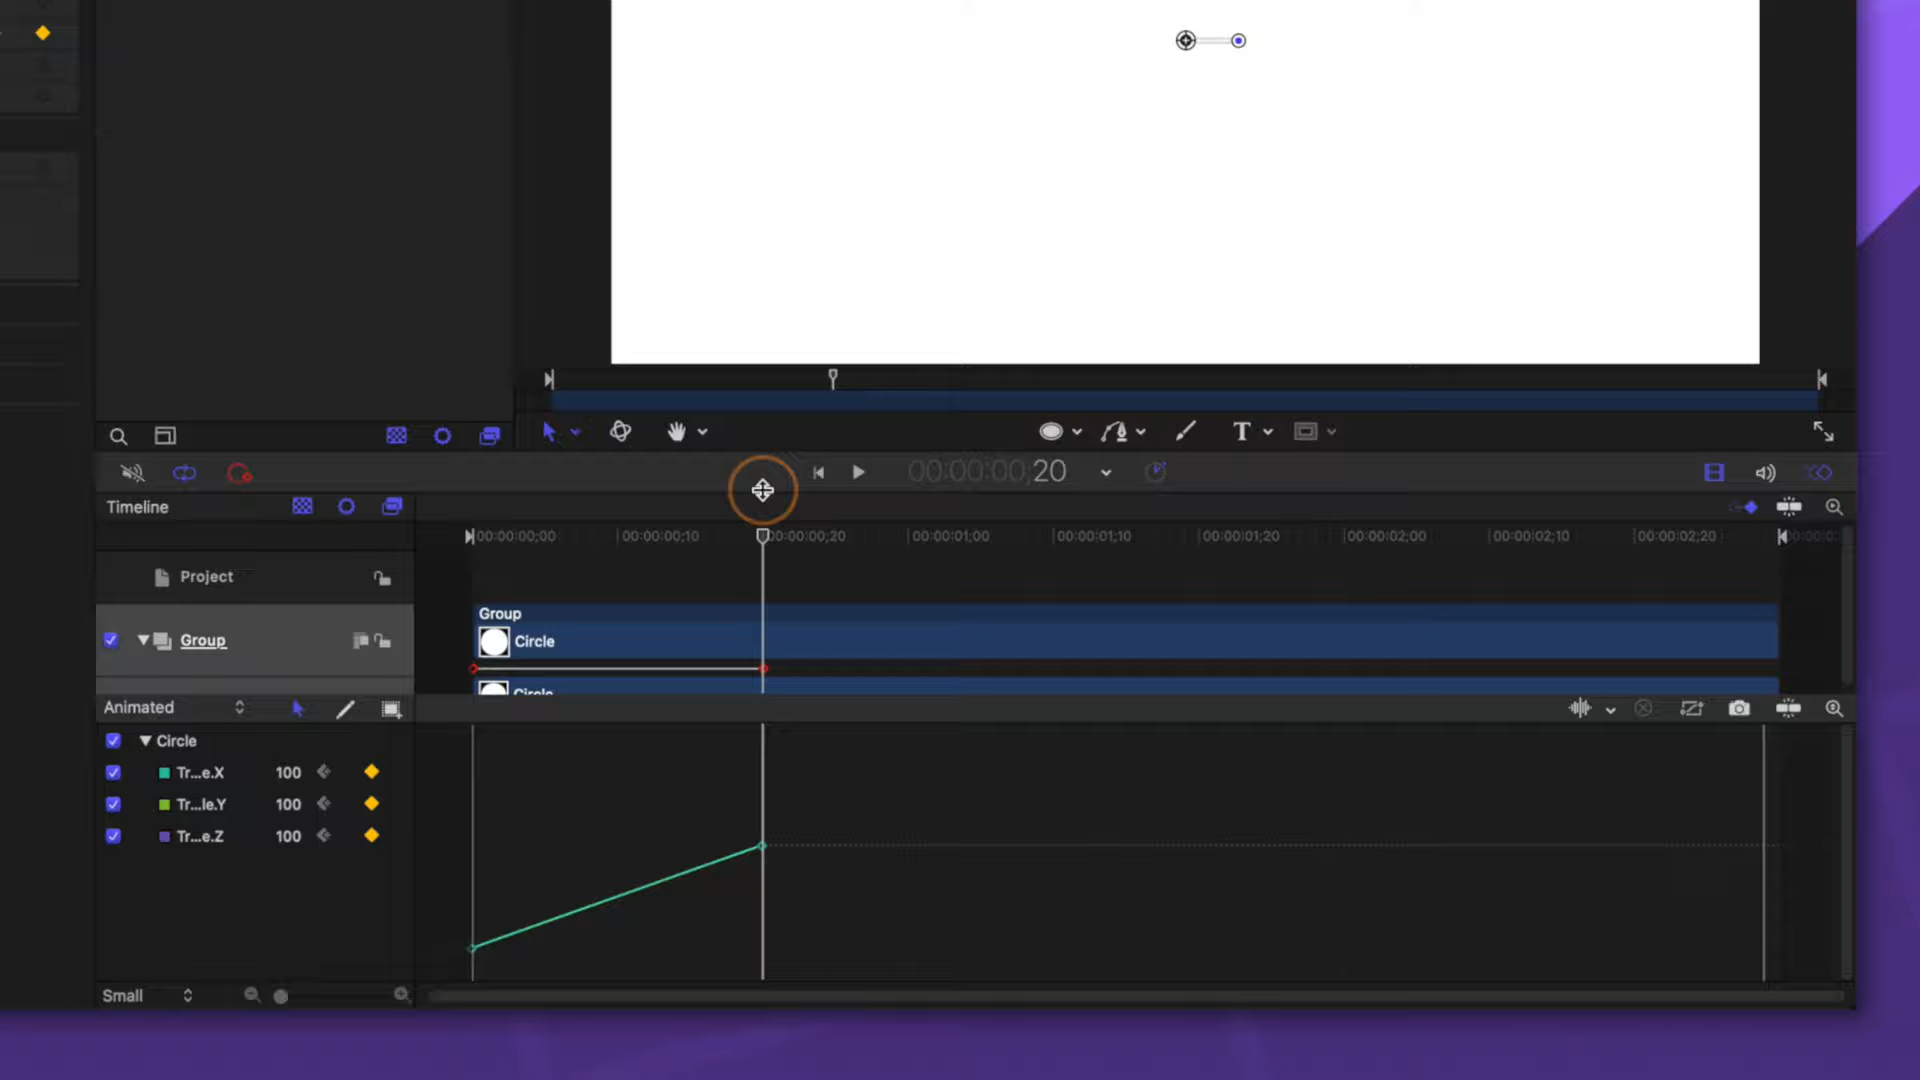 00:00:00;20
Timeline
00:00:00;00 00:00:00;10 00:00:00;20 00:00:01;00 00:00:01;10 00:00:01;20 00:00:02;00 00:00:02;10 00:00:02;20
Project
Group
Circle
Group
Circle
Animated
Circle
Tr...e.X 100
Tr...le.Y 100
Tr...e.Z 100
Small